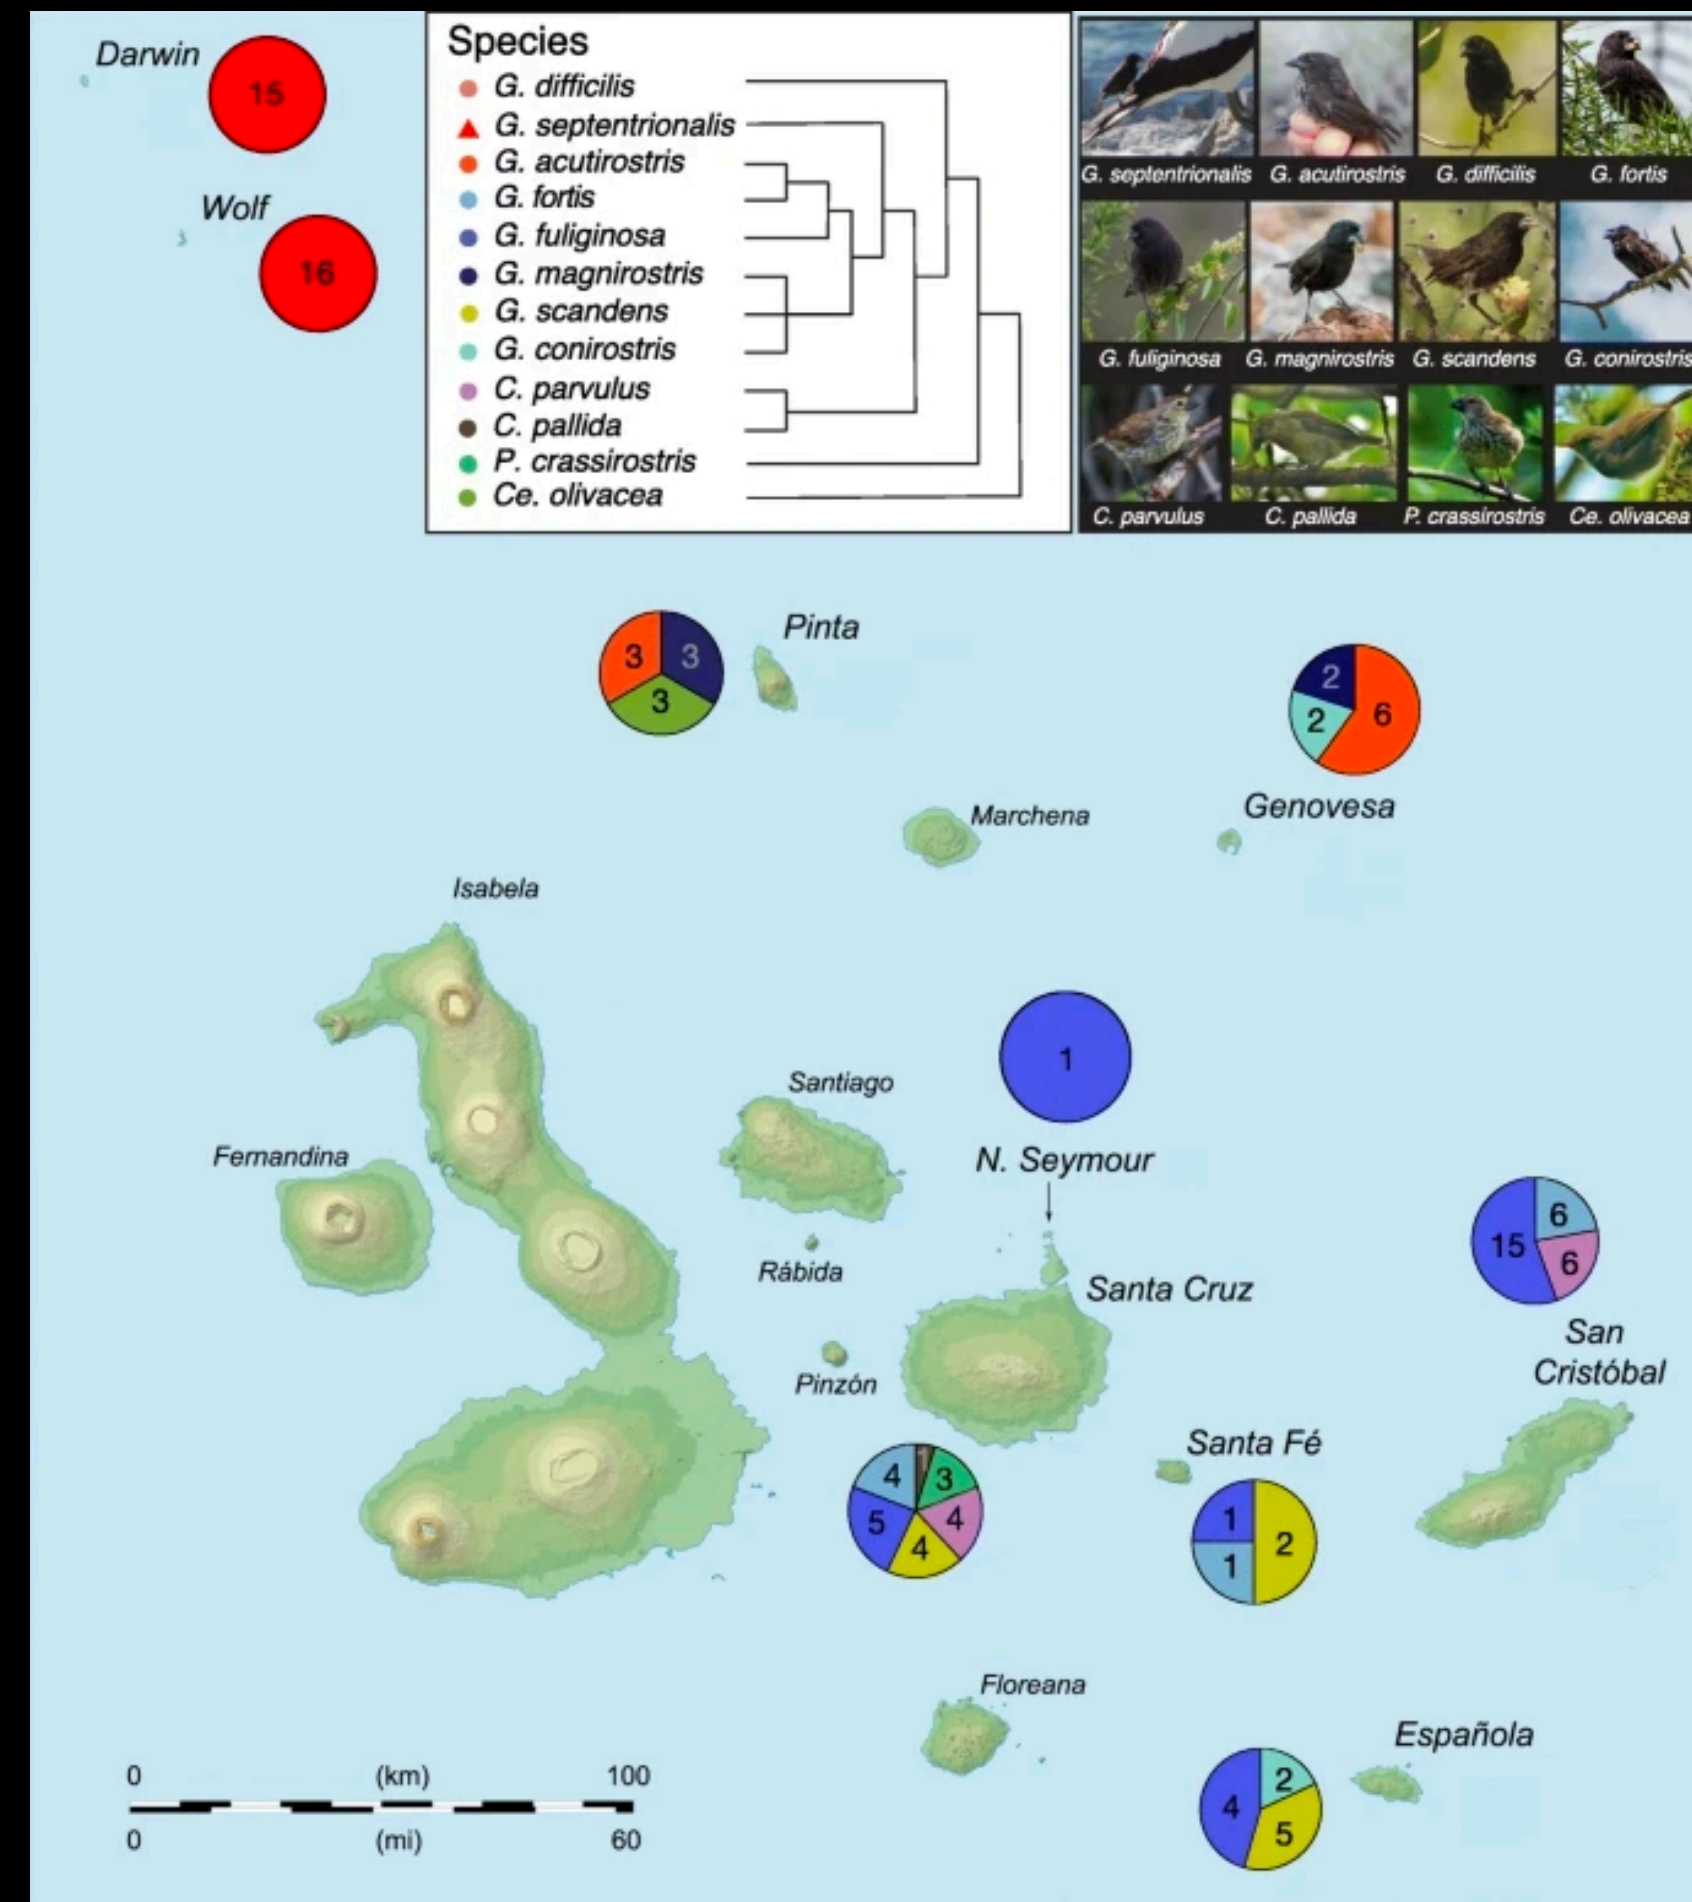 Darwin
15
Wolf
16
Species
G. difficilis
G. septentrionalis
G. acutirostris
G. fortis
G. fuliginosa
G. magnirostris
G. scandens
G. conirostris
C. parvulus
C. pallida
P. crassirostris
Ce. olivacea
G. septentrionalis G. acutirostris G. difficilis G. fortis
G. fuliginosa G. magnirostris G. scandens G. conirostris
C. parvulus C. pallida P. crassirostris Ce. olivacea
Pinta
3 3
3
2
2 6
Genovesa
Marchena
Isabela
1
N. Seymour
Santiago
Fernandina
Rábida
Santa Cruz
6
15
6
San
Cristóbal
Pinzón
4 3
5 4
4
Santa Fé
1
2
1
Floreana
Española
2
4
5
0 (km) 100
0 (mi) 60